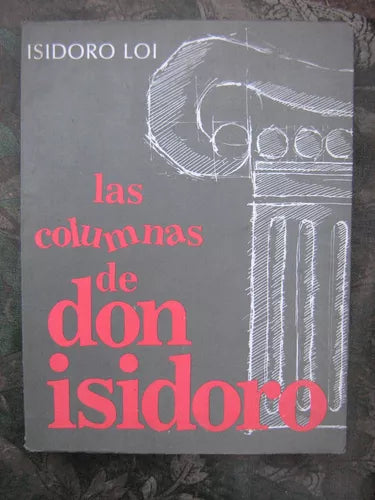 ISIDORO LOI
las
columnas
de
don
isidoro